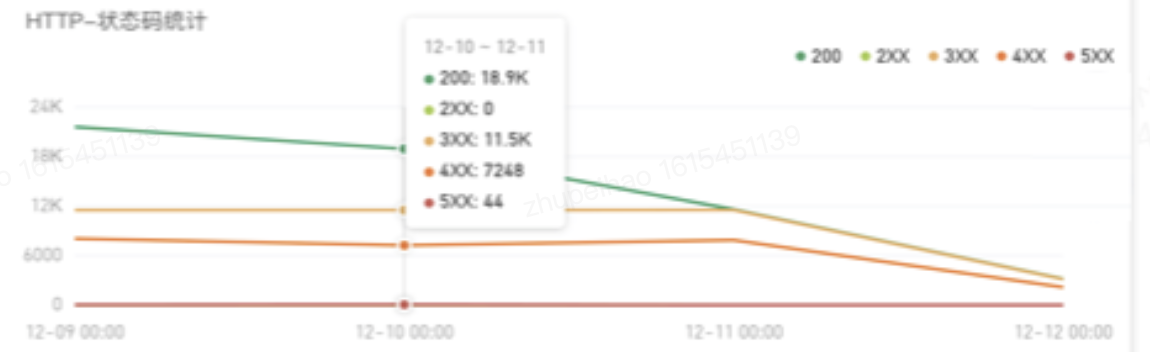 HTTP-状态码统计
12-10 ~ 12-11
200: 18.9K
2XX: 0
3XX: 11.5K
4XX: 7248
5XX: 44
200 2XX 3XX 4XX 5XX
24K
18K
12K
6000
0
12-09 00:00 12-10 00:00 12-11 00:00 12-12 00:00
o 1615451139
zhubeihao 1615451139